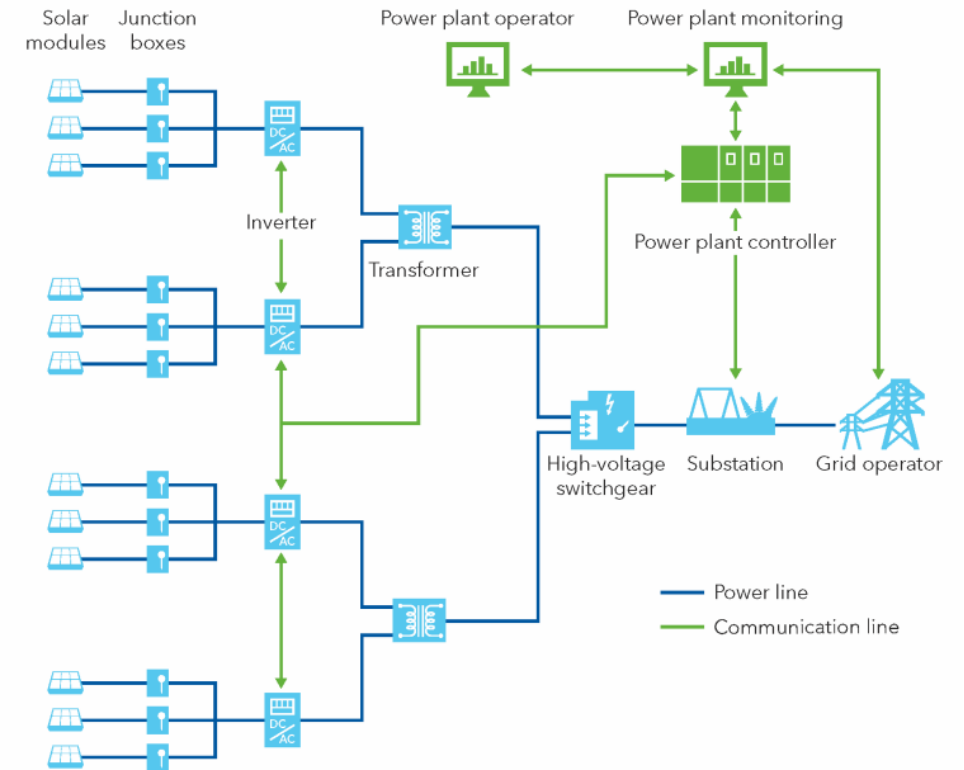 Solar
modules
Junction
boxes
Power plant operator
Power plant monitoring
DC
AC
Inverter
Power plant controller
Transformer
DC
AC
High-voltage
switchgear
Substation
Grid operator
DC
AC
Power line
Communication line
DC
AC